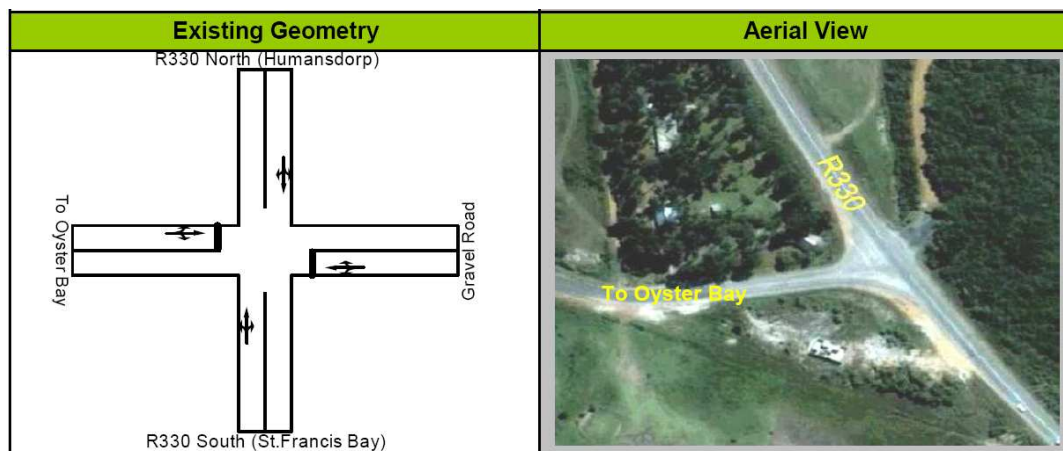 Existing Geometry
Aerial View
R330 North (Humansdorp)
To Oyster Bay
Gravel Road
R330 South (St.Francis Bay)
R330
To Oyster Bay